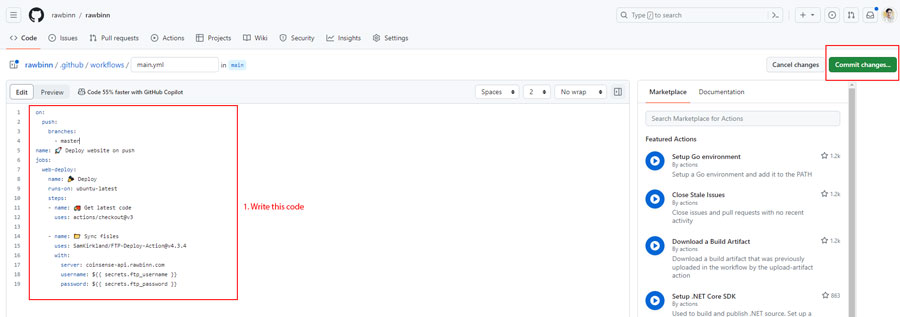 rawbinn / rawbinn
Type / to search
Code
Issues
Pull requests
Actions
Projects
Wiki
Security
Insights
Settings
rawbinn / .github / workflows / main.yml in main
Cancel changes
Commit changes...
Edit
Preview
Code 55% faster with GitHub Copilot
Spaces
2
No wrap
1 on:
2 push:
3 branches:
4 - master
5 name: 🚀 Deploy website on push
6 jobs:
7 web-deploy:
8 name: 🎉 Deploy
9 runs-on: ubuntu-latest
10 steps:
11 - name: 🚚 Get latest code
12 uses: actions/checkout@v3
13
14 - name: 📂 Sync Fisles
15 uses: SamKirkland/FTP-Deploy-Action@v4.3.4
16 with:
17 server: coinsense-api.rawbinn.com
18 username: ${{ secrets.ftp_username }}
19 password: ${{ secrets.ftp_password }}
1. Write this code
Marketplace
Documentation
Search Marketplace for Actions
Featured Actions
Setup Go environment
1.2k
By actions
Setup a Go environment and add it to the PATH
Close Stale Issues
1.2k
By actions
Close issues and pull requests with no recent
activity
Download a Build Artifact
1.2k
By actions
Download a build artifact that was previously
uploaded in the workflow by the upload-artifact
action
Setup .NET Core SDK
863
By actions
Used to build and publish .NET source. Set up a